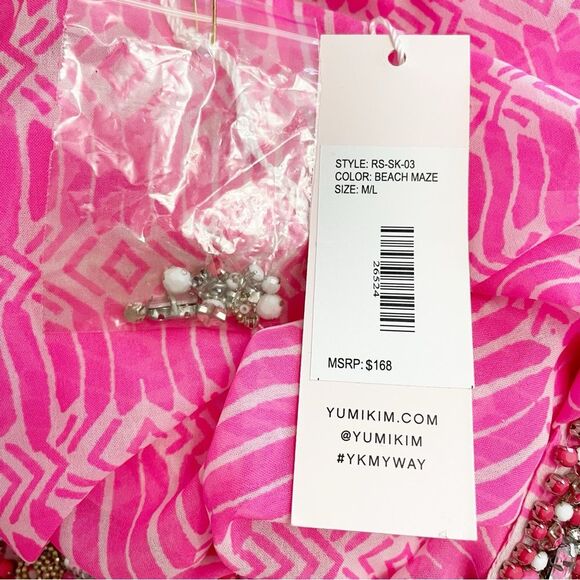 STYLE: RS-SK-03
COLOR: BEACH MAZE
SIZE: M/L
26524
MSRP: $168
YUMIKIM.COM
@YUMIKIM
#YKMYWAY